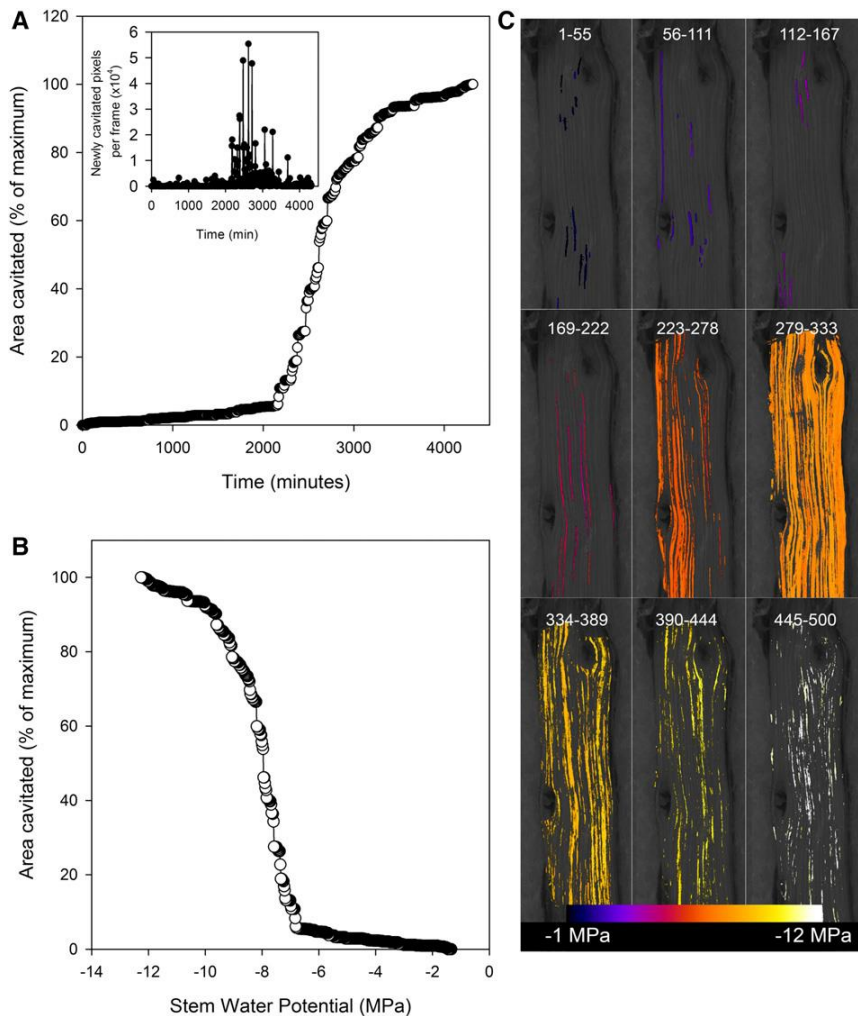 A
120
100
80
60
40
20
0
Area cavitated (% of maximum)
0
1000
2000
3000
4000
Time (minutes)
6
5
4
3
2
1
0
Newly cavitated pixels
per frame (x10⁴)
0 1000 2000 3000 4000
Time (min)
B
100
80
60
40
20
0
Area cavitated (% of maximum)
-14 -12 -10 -8 -6 -4 -2 0
Stem Water Potential (MPa)
C
1-55 56-111 112-167
169-222 223-278 279-333
334-389 390-444 445-500
-1 MPa -12 MPa